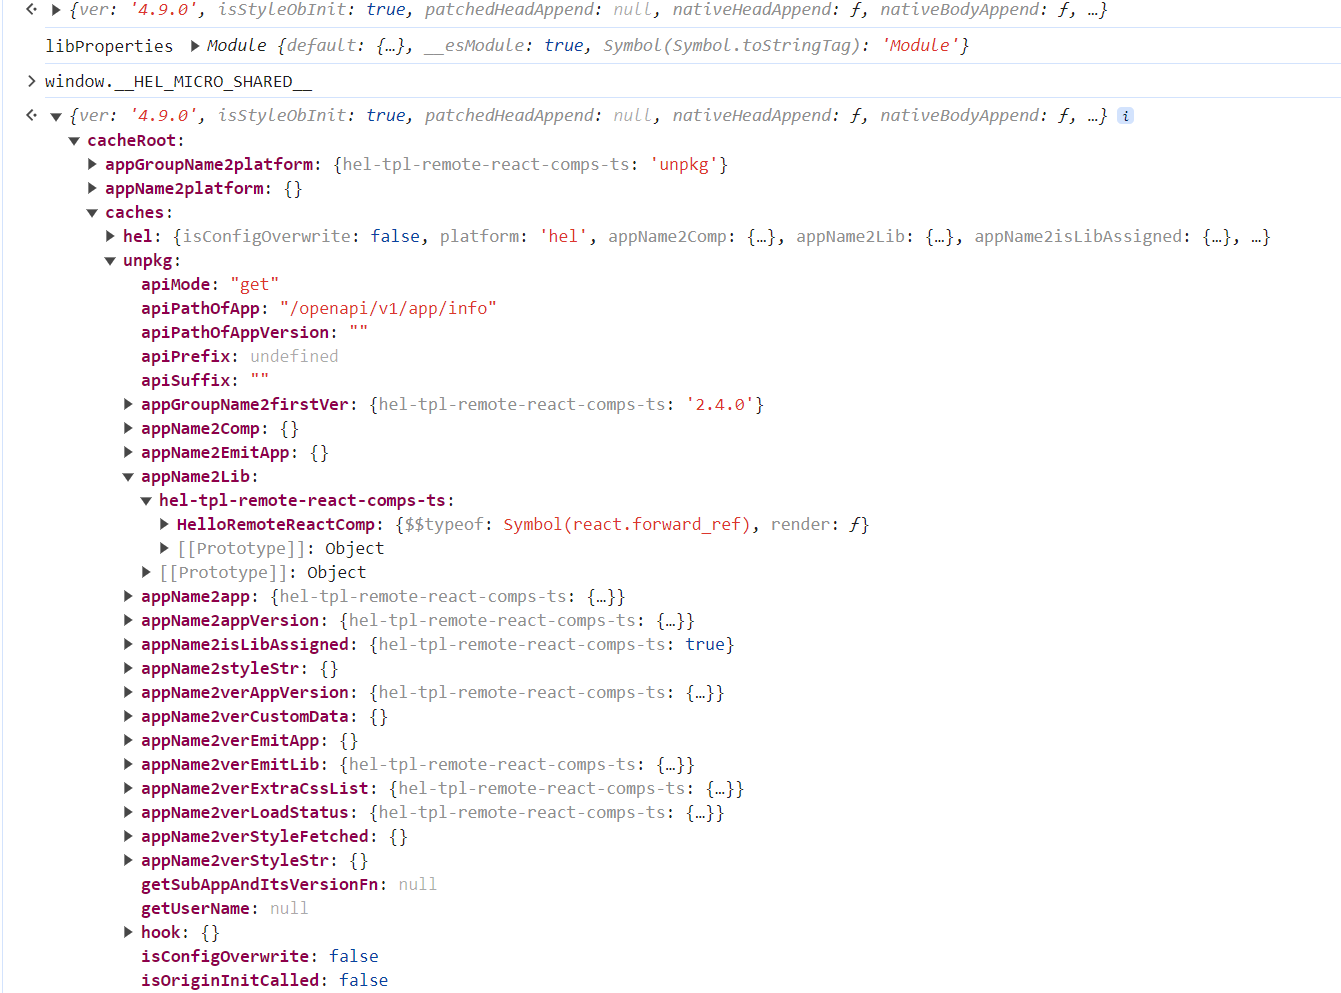 {ver: '4.9.0', isStyleObInit: true, patchedHeadAppend: null, nativeHeadAppend: ƒ, nativeBodyAppend: ƒ, …}
libProperties Module {default: {…}, __esModule: true, Symbol(Symbol.toStringTag): 'Module'}
window.__HEL_MICRO_SHARED__
{ver: '4.9.0', isStyleObInit: true, patchedHeadAppend: null, nativeHeadAppend: ƒ, nativeBodyAppend: ƒ, …} i
cacheRoot:
appGroupName2platform: {hel-tpl-remote-react-comps-ts: 'unpkg'}
appName2platform: {}
caches:
hel: {isConfigOverwrite: false, platform: 'hel', appName2Comp: {…}, appName2Lib: {…}, appName2isLibAssigned: {…}, …}
unpkg:
apiMode: "get"
apiPathOfApp: "/openapi/v1/app/info"
apiPathOfAppVersion: ""
apiPrefix: undefined
apiSuffix: ""
appGroupName2firstVer: {hel-tpl-remote-react-comps-ts: '2.4.0'}
appName2Comp: {}
appName2EmitApp: {}
appName2Lib:
hel-tpl-remote-react-comps-ts:
HelloRemoteReactComp: {$$typeof: Symbol(react.forward_ref), render: ƒ}
[[Prototype]]: Object
[[Prototype]]: Object
appName2app: {hel-tpl-remote-react-comps-ts: {…}}
appName2appVersion: {hel-tpl-remote-react-comps-ts: {…}}
appName2isLibAssigned: {hel-tpl-remote-react-comps-ts: true}
appName2styleStr: {}
appName2verAppVersion: {hel-tpl-remote-react-comps-ts: {…}}
appName2verCustomData: {}
appName2verEmitApp: {}
appName2verEmitLib: {hel-tpl-remote-react-comps-ts: {…}}
appName2verExtraCssList: {hel-tpl-remote-react-comps-ts: {…}}
appName2verLoadStatus: {hel-tpl-remote-react-comps-ts: {…}}
appName2verStyleFetched: {}
appName2verStyleStr: {}
getSubAppAndItsVersionFn: null
getUserName: null
hook: {}
isConfigOverwrite: false
isOriginInitCalled: false